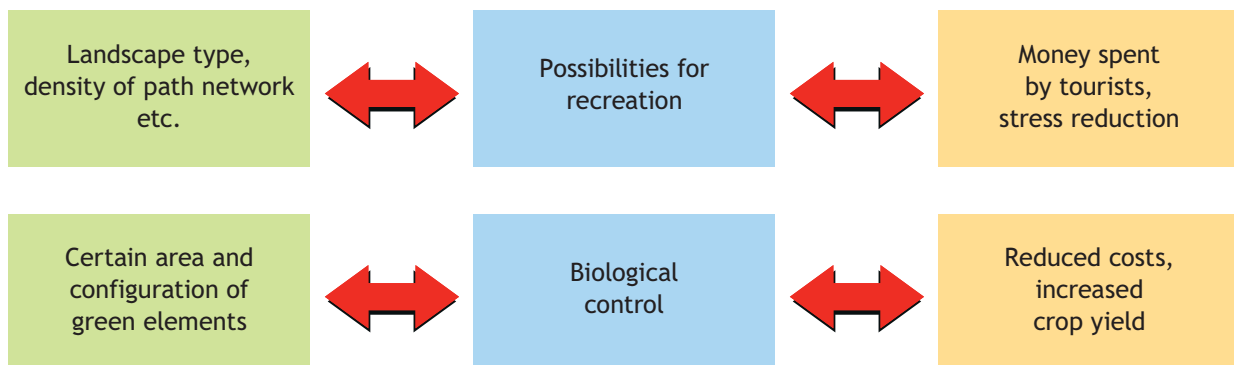 Landscape type,
density of path network
etc.
Possibilities for
recreation
Money spent
by tourists,
stress reduction
Certain area and
configuration of
green elements
Biological
control
Reduced costs,
increased
crop yield